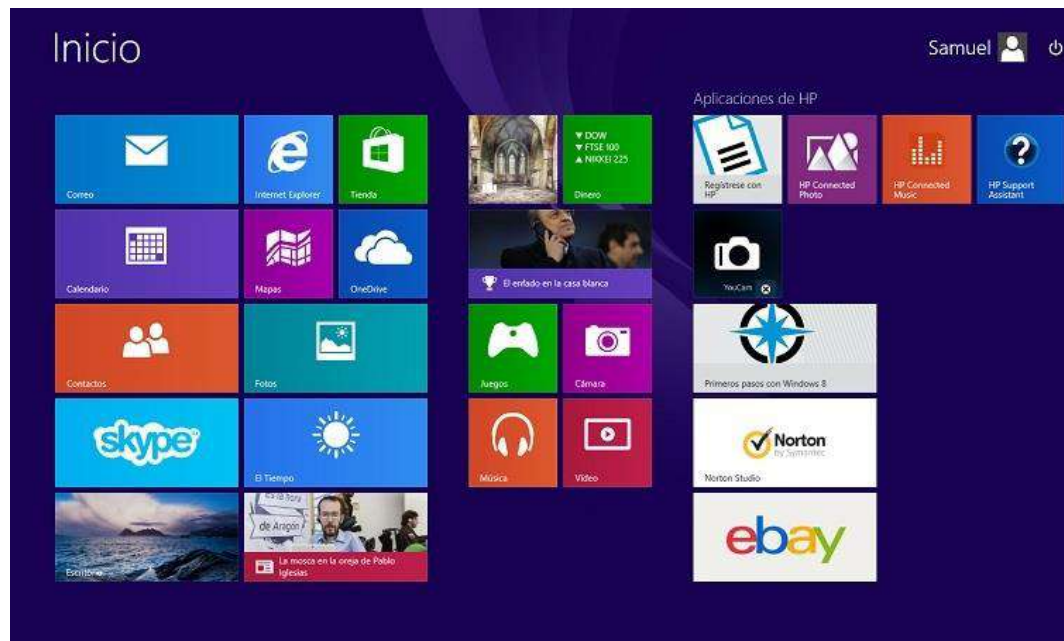 Inicio
Samuel
Aplicaciones de HP
Correo
Internet Explorer
Tienda
▼ DOW
▼ FTSE 100
▲ NIKKEI 225
Dinero
Regístrese con
HP
HP Connected
Photo
HP Connected
Music
HP Support
Assistant
Calendario
Mapas
OneDrive
El enfado en la casa blanca
YouCam
Contactos
Fotos
Juegos
Cámara
Primeros pasos con Windows 8
skype
El Tiempo
Música
Vídeo
Norton
by Symantec
Norton Studio
Escritorio
es la hora
de Aragón
La mosca en la oreja de Pablo
Iglesias
ebay